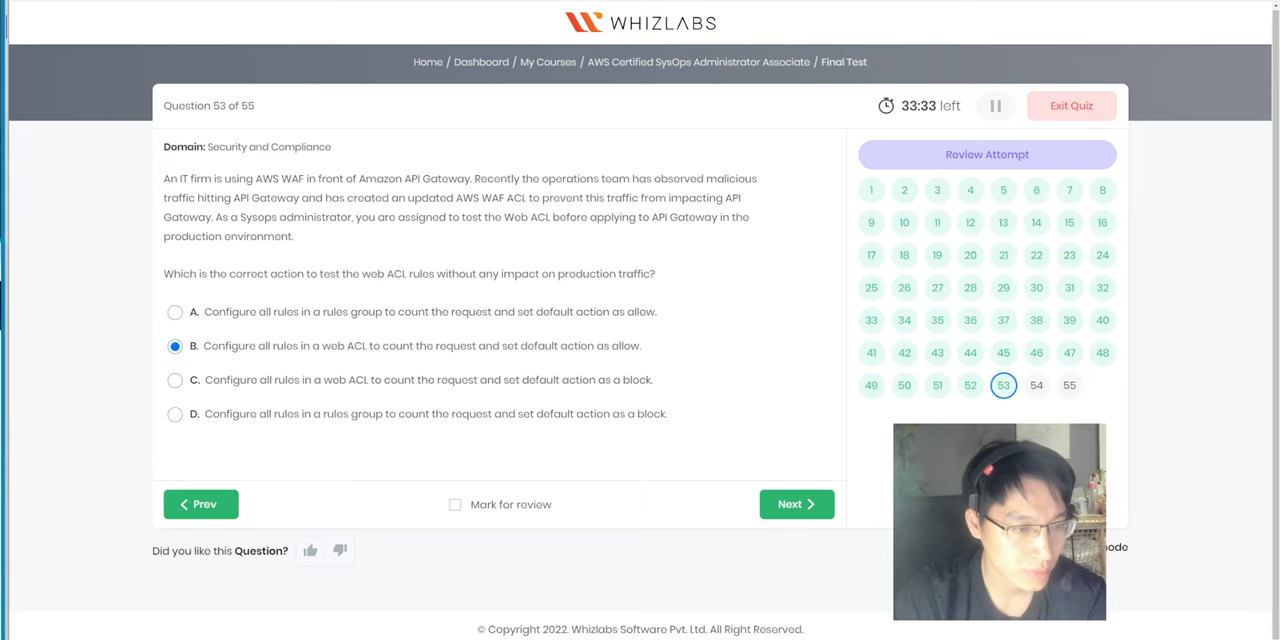 WHIZLABS
Home / Dashboard / My Courses / AWS Certified SysOps Administrator Associate / Final Test
Question 53 of 55
33:33 left
Exit Quiz
Domain: Security and Compliance
An IT firm is using AWS WAF in front of Amazon API Gateway. Recently the operations team has observed malicious
traffic hitting API Gateway and has created an updated AWS WAF ACL to prevent this traffic from impacting API
Gateway. As a Sysops administrator, you are assigned to test the Web ACL before applying to API Gateway in the
production environment.
Which is the correct action to test the web ACL rules without any impact on production traffic?
A. Configure all rules in a rules group to count the request and set default action as allow.
B. Configure all rules in a web ACL to count the request and set default action as allow.
C. Configure all rules in a web ACL to count the request and set default action as a block.
D. Configure all rules in a rules group to count the request and set default action as a block.
Prev
Mark for review
Next
Review Attempt
1 2 3 4 5 6 7 8
9 10 11 12 13 14 15 16
17 18 19 20 21 22 23 24
25 26 27 28 29 30 31 32
33 34 35 36 37 38 39 40
41 42 43 44 45 46 47 48
49 50 51 52 53 54 55
Did you like this Question?
© Copyright 2022. Whizlabs Software Pvt. Ltd. All Right Reserved.